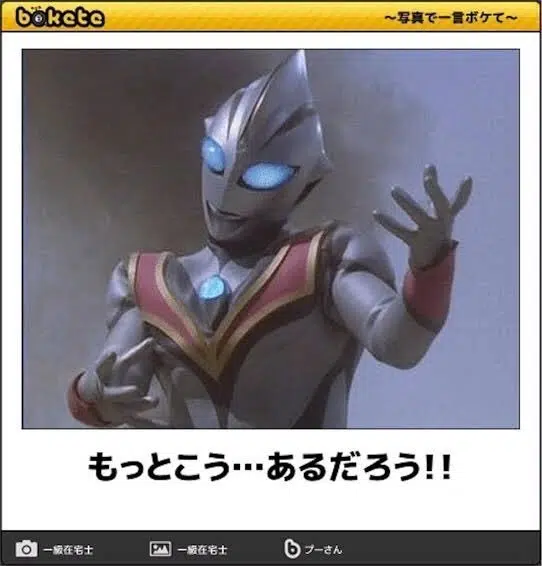 bokete
～写真で一言ボケて～
もっとこう…あるだろう!!
一級在宅士
一級在宅士
プーさん